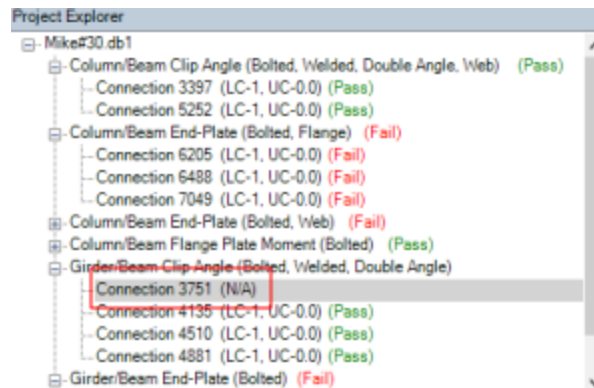 Project Explorer
Mike#30.db1
Column/Beam Clip Angle (Bolted, Welded, Double Angle, Web) (Pass)
Connection 3397 (LC-1, UC-0.0) (Pass)
Connection 5252 (LC-1, UC-0.0) (Pass)
Column/Beam End-Plate (Bolted, Flange) (Fail)
Connection 6205 (LC-1, UC-0.0) (Fail)
Connection 6488 (LC-1, UC-0.0) (Fail)
Connection 7049 (LC-1, UC-0.0) (Fail)
Column/Beam End-Plate (Bolted, Web) (Fail)
Column/Beam Flange Plate Moment (Bolted) (Pass)
Girder/Beam Clip Angle (Bolted, Welded, Double Angle)
Connection 3751 (N/A)
Connection 4135 (LC-1, UC-0.0) (Pass)
Connection 4510 (LC-1, UC-0.0) (Pass)
Connection 4881 (LC-1, UC-0.0) (Pass)
Girder/Beam End-Plate (Bolted) (Fail)